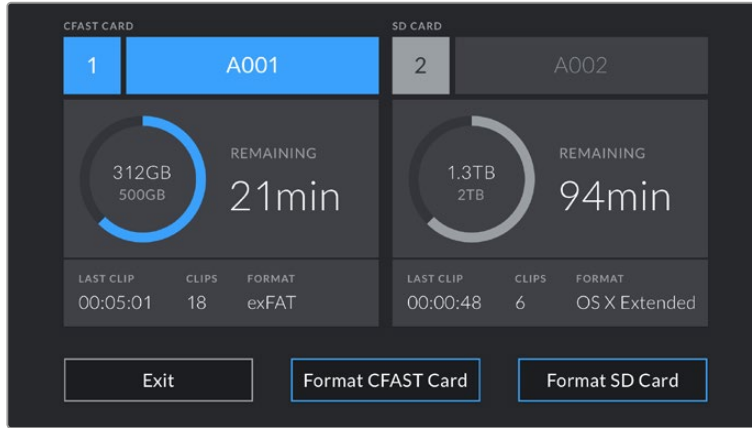 CFAST CARD
1 A001
312GB
500GB
REMAINING
21min
LAST CLIP CLIPS FORMAT
00:05:01 18 exFAT
SD CARD
2 A002
1.3TB
2TB
REMAINING
94min
LAST CLIP CLIPS FORMAT
00:00:48 6 OS X Extended
Exit Format CFAST Card Format SD Card